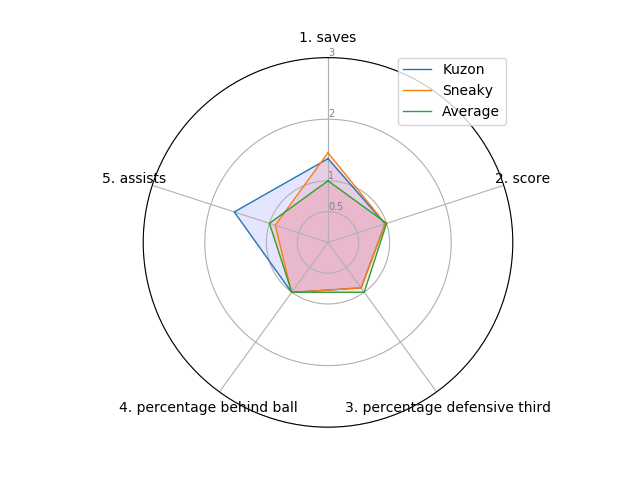 1. saves
3
Kuzon
Sneaky
Average
2
5. assists
1
2. score
0.5
4. percentage behind ball
3. percentage defensive third